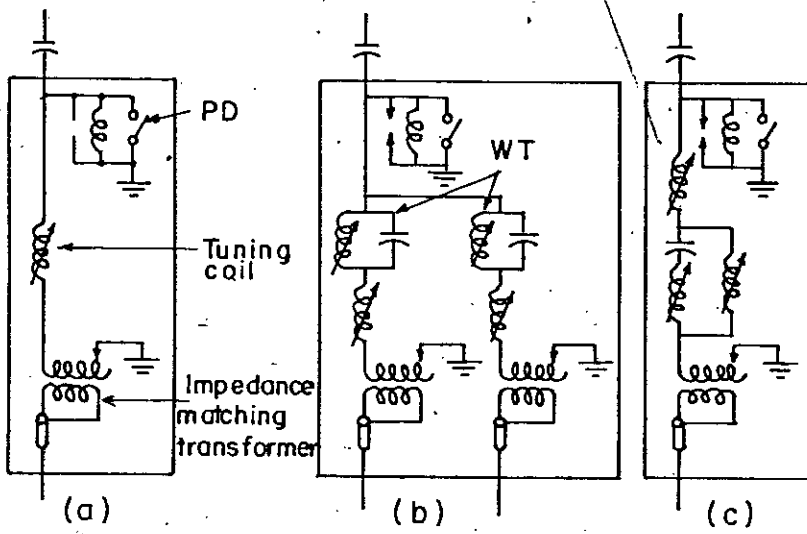 PD
WT
Tuning
coil
Impedance
matching
transformer
(a)
(b)
(c)